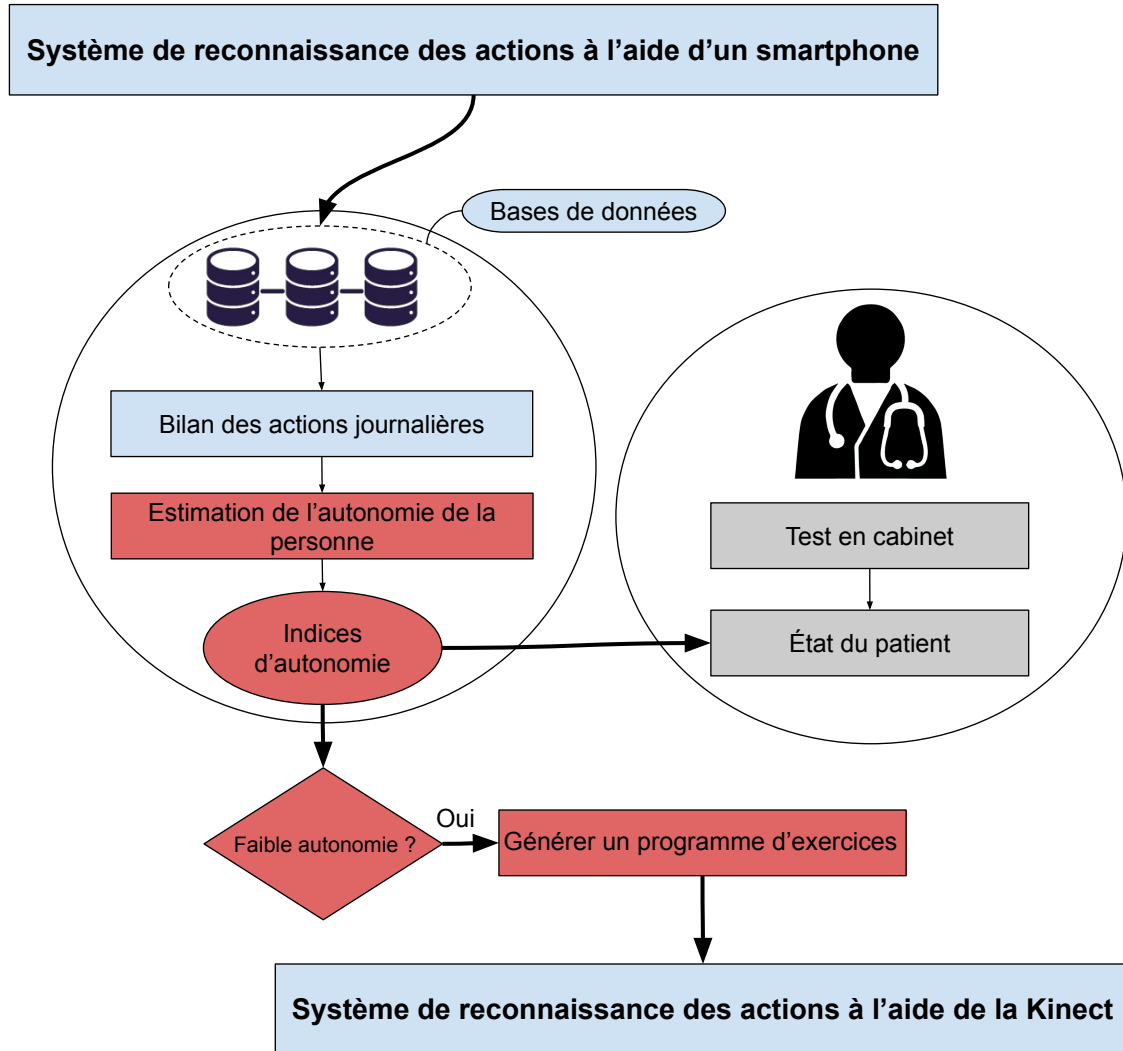 Système de reconnaissance des actions à l’aide d’un smartphone
Bases de données
Bilan des actions journalières
Estimation de l’autonomie de la
personne
Indices
d’autonomie
Test en cabinet
État du patient
Faible autonomie ?
Oui
Générer un programme d’exercices
Système de reconnaissance des actions à l’aide de la Kinect